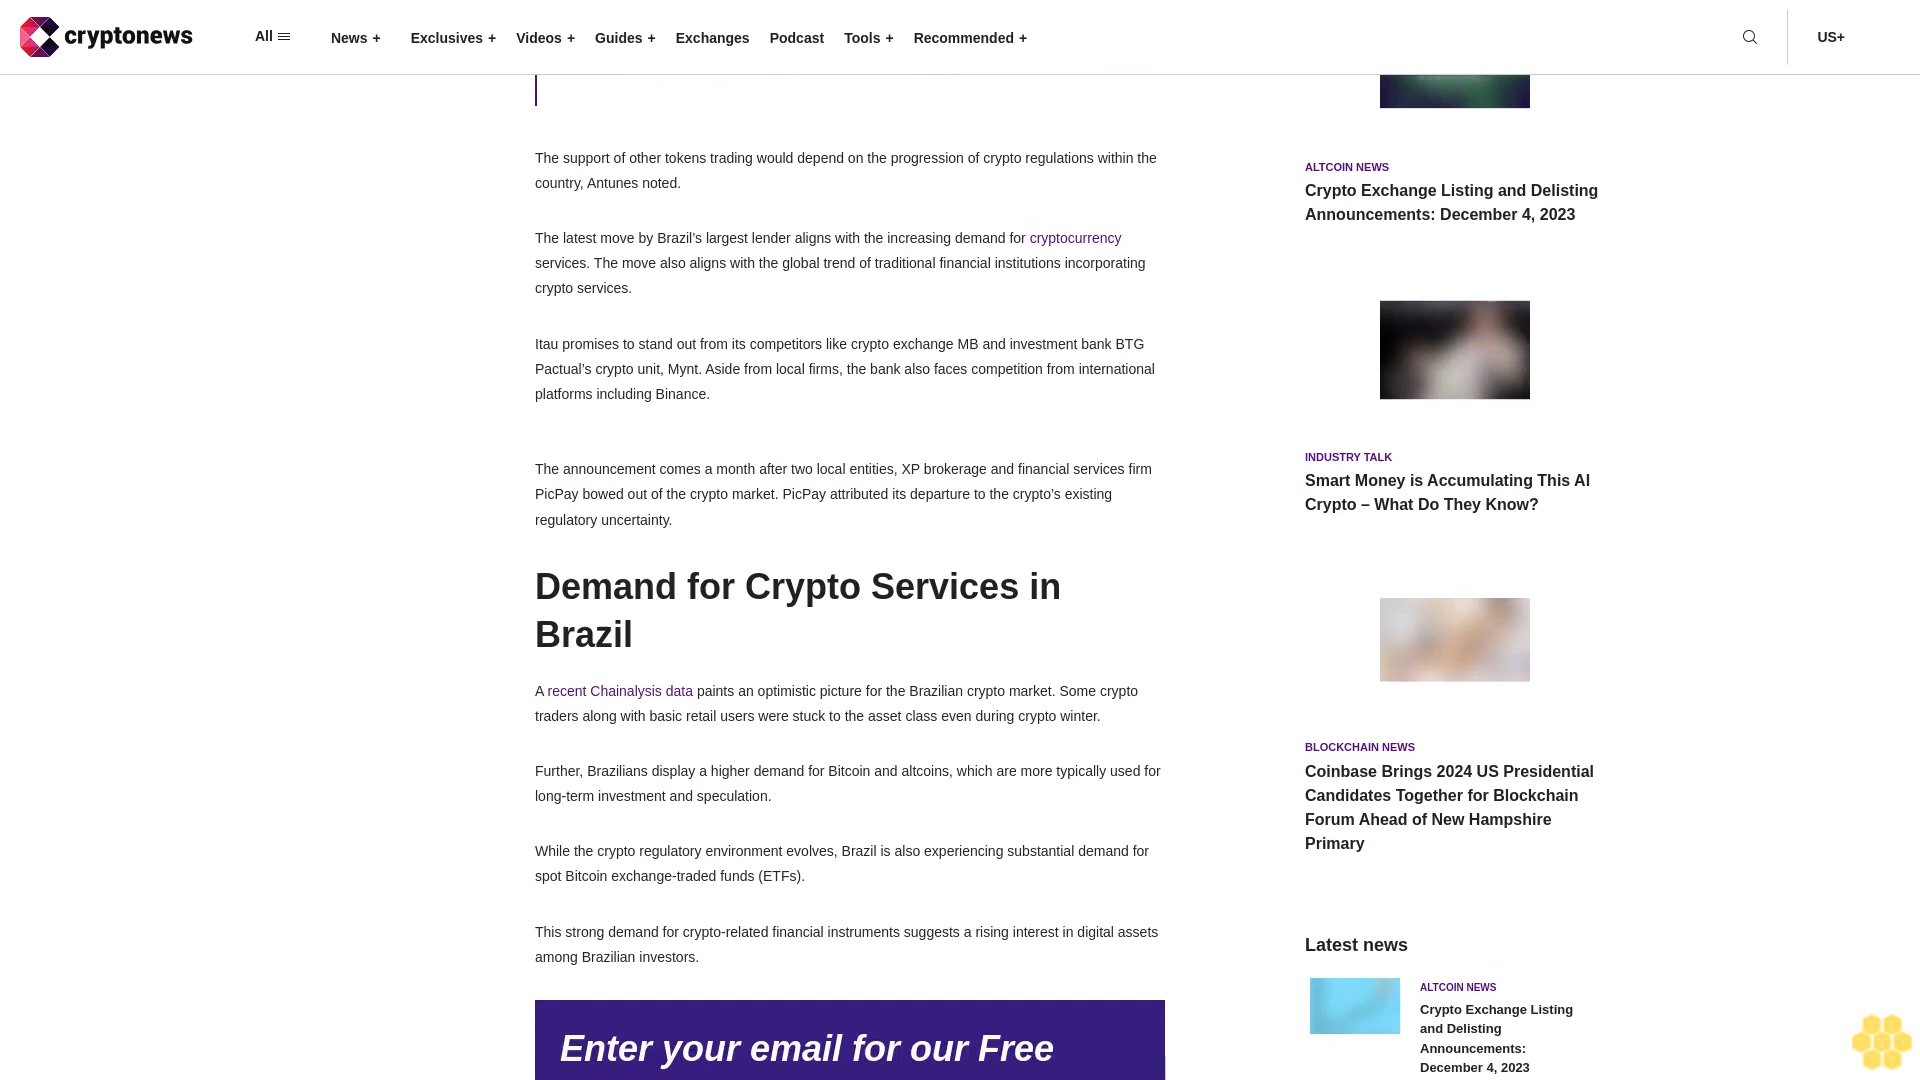 cryptonews
All
News +
Exclusives +
Videos +
Guides +
Exchanges
Podcast
Tools +
Recommended +
US+
The support of other tokens trading would depend on the progression of crypto regulations within the
country, Antunes noted.
The latest move by Brazil’s largest lender aligns with the increasing demand for cryptocurrency
services. The move also aligns with the global trend of traditional financial institutions incorporating
crypto services.
Itau promises to stand out from its competitors like crypto exchange MB and investment bank BTG
Pactual’s crypto unit, Mynt. Aside from local firms, the bank also faces competition from international
platforms including Binance.
The announcement comes a month after two local entities, XP brokerage and financial services firm
PicPay bowed out of the crypto market. PicPay attributed its departure to the crypto’s existing
regulatory uncertainty.
Demand for Crypto Services in
Brazil
A recent Chainalysis data paints an optimistic picture for the Brazilian crypto market. Some crypto
traders along with basic retail users were stuck to the asset class even during crypto winter.
Further, Brazilians display a higher demand for Bitcoin and altcoins, which are more typically used for
long-term investment and speculation.
While the crypto regulatory environment evolves, Brazil is also experiencing substantial demand for
spot Bitcoin exchange-traded funds (ETFs).
This strong demand for crypto-related financial instruments suggests a rising interest in digital assets
among Brazilian investors.
Enter your email for our Free
ALTCOIN NEWS
Crypto Exchange Listing and Delisting
Announcements: December 4, 2023
INDUSTRY TALK
Smart Money is Accumulating This AI
Crypto – What Do They Know?
BLOCKCHAIN NEWS
Coinbase Brings 2024 US Presidential
Candidates Together for Blockchain
Forum Ahead of New Hampshire
Primary
Latest news
ALTCOIN NEWS
Crypto Exchange Listing
and Delisting
Announcements:
December 4, 2023